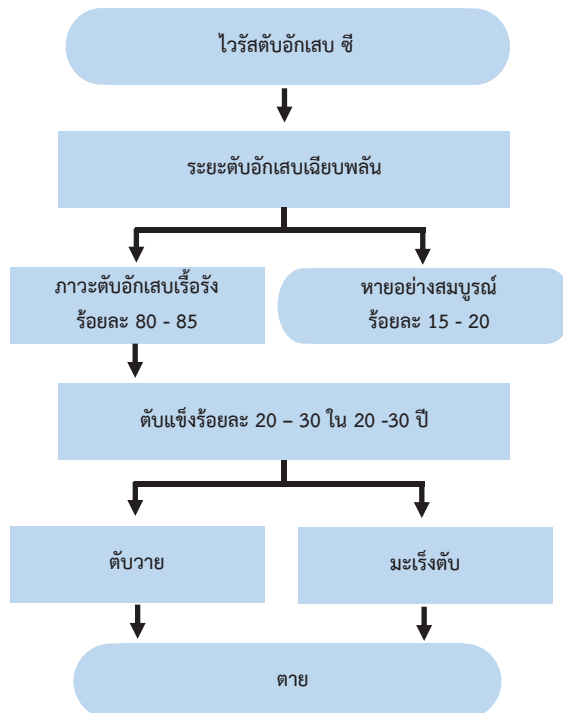 ไวรัสตับอักเสบ ซี
ระยะตับอักเสบเฉียบพลัน
ภาวะตับอักเสบเรื้อรัง
ร้อยละ 80 - 85
หายอย่างสมบูรณ์
ร้อยละ 15 - 20
ตับแข็งร้อยละ 20 – 30 ใน 20 -30 ปี
ตับวาย
มะเร็งตับ
ตาย